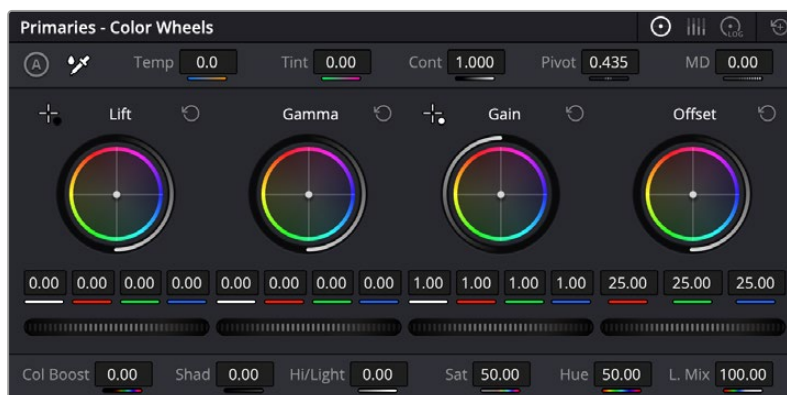 Primaries - Color Wheels
LOG
A Temp 0.0 Tint 0.00 Cont 1.000 Pivot 0.435 MD 0.00
Lift Gamma Gain Offset
0.00 0.00 0.00 0.00 0.00 0.00 0.00 0.00 1.00 1.00 1.00 1.00 25.00 25.00 25.00
Col Boost 0.00 Shad 0.00 Hi/Light 0.00 Sat 50.00 Hue 50.00 L. Mix 100.00